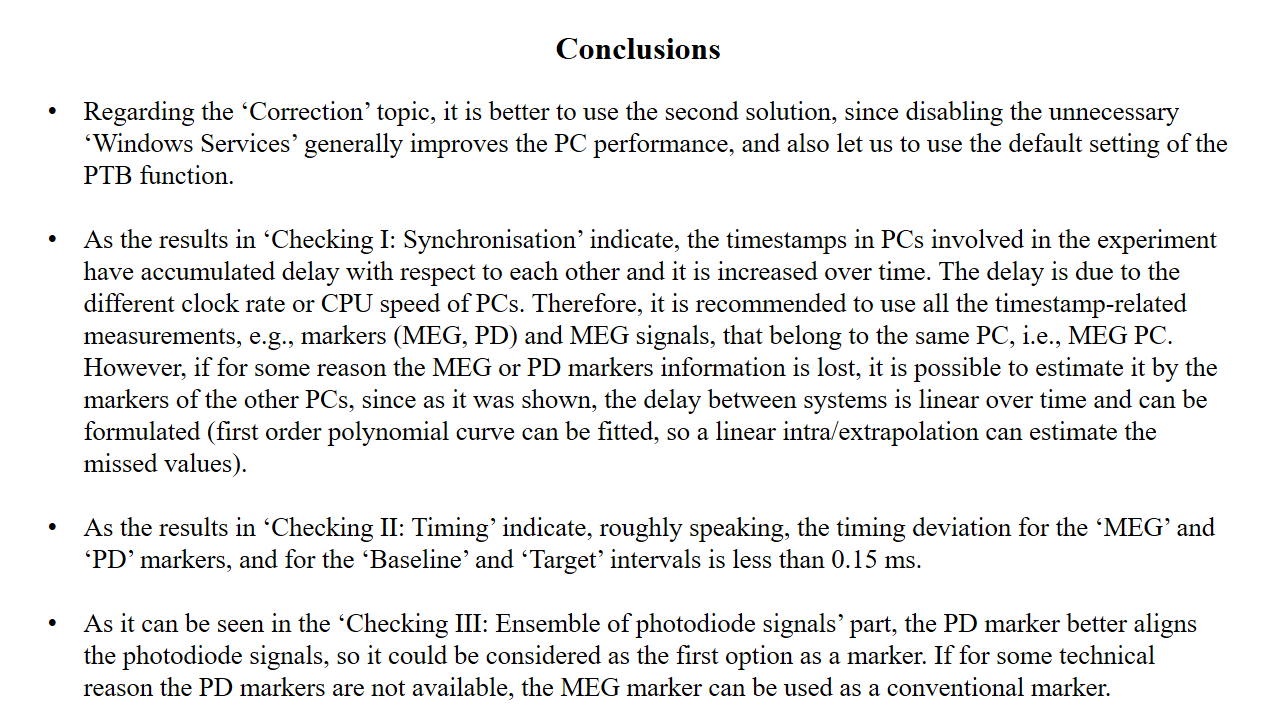 Conclusions
• Regarding the ‘Correction’ topic, it is better to use the second solution, since disabling the unnecessary
‘Windows Services’ generally improves the PC performance, and also let us to use the default setting of the
PTB function.
• As the results in ‘Checking I: Synchronisation’ indicate, the timestamps in PCs involved in the experiment
have accumulated delay with respect to each other and it is increased over time. The delay is due to the
different clock rate or CPU speed of PCs. Therefore, it is recommended to use all the timestamp-related
measurements, e.g., markers (MEG, PD) and MEG signals, that belong to the same PC, i.e., MEG PC.
However, if for some reason the MEG or PD markers information is lost, it is possible to estimate it by the
markers of the other PCs, since as it was shown, the delay between systems is linear over time and can be
formulated (first order polynomial curve can be fitted, so a linear intra/extrapolation can estimate the
missed values).
• As the results in ‘Checking II: Timing’ indicate, roughly speaking, the timing deviation for the ‘MEG’ and
‘PD’ markers, and for the ‘Baseline’ and ‘Target’ intervals is less than 0.15 ms.
• As it can be seen in the ‘Checking III: Ensemble of photodiode signals’ part, the PD marker better aligns
the photodiode signals, so it could be considered as the first option as a marker. If for some technical
reason the PD markers are not available, the MEG marker can be used as a conventional marker.